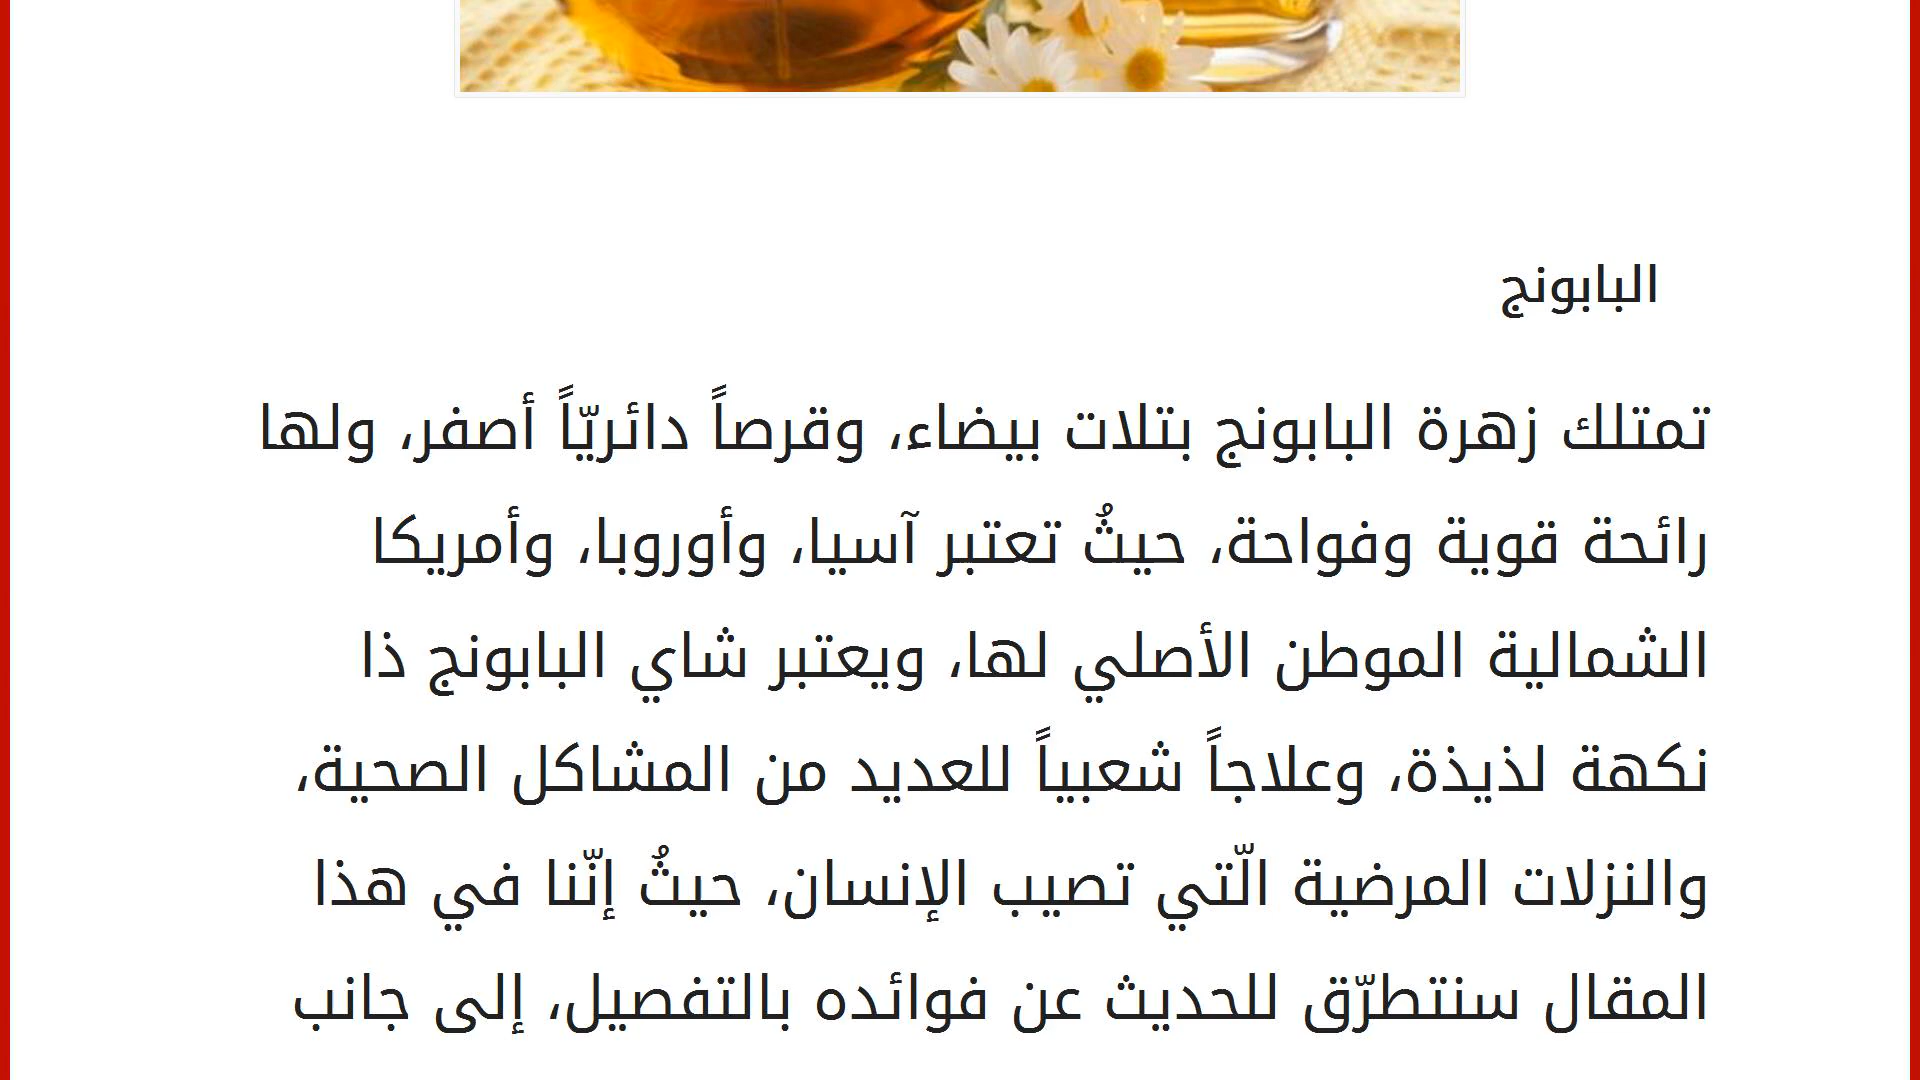 البابونج
تمتلك زهرة البابونج بتلات بيضاء، وقرصاً دائريّاً أصفر، ولها
رائحة قوية وفواحة، حيثُ تعتبر آسيا، وأوروبا، وأمريكا
الشمالية الموطن الأصلي لها، ويعتبر شاي البابونج ذا
نكهة لذيذة، وعلاجاً شعبياً للعديد من المشاكل الصحية،
والنزلات المرضية الّتي تصيب الإنسان، حيثُ إنّنا في هذا
المقال سنتطرّق للحديث عن فوائده بالتفصيل، إلى جانب